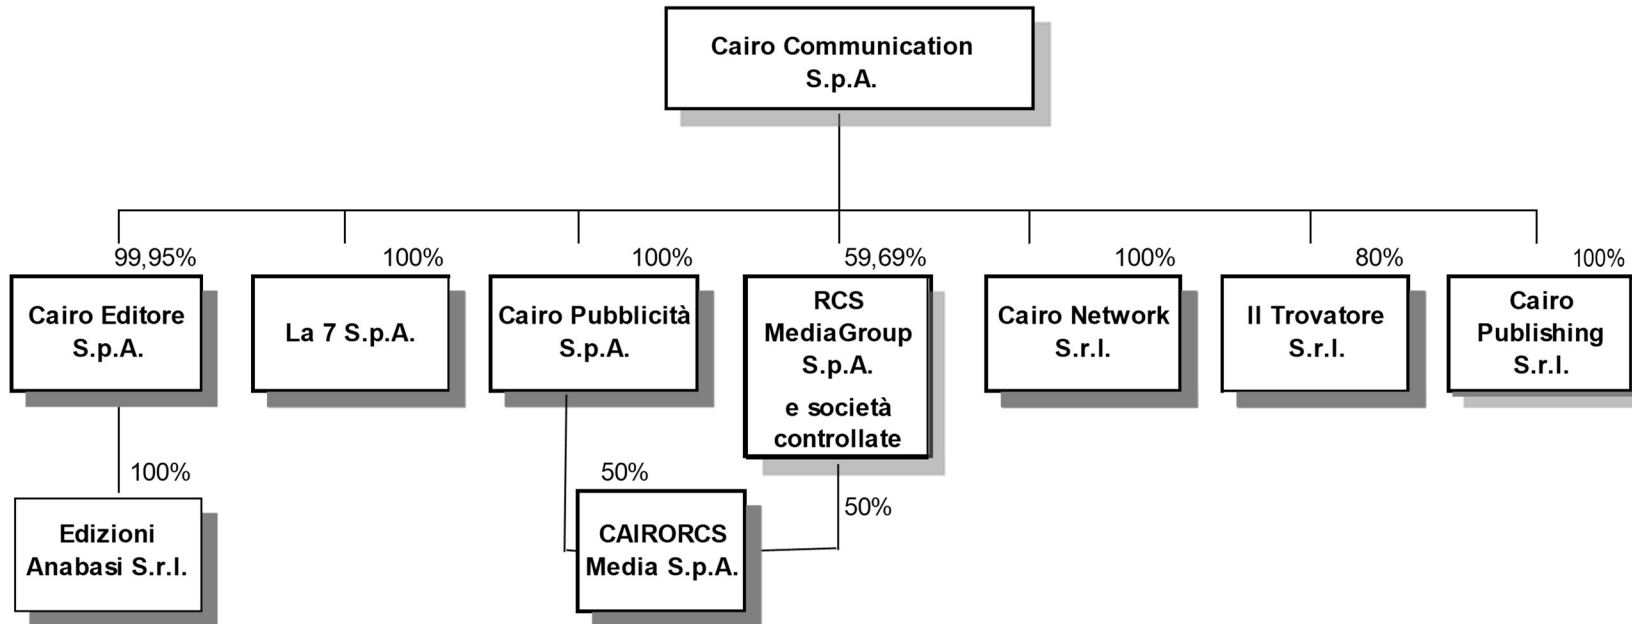 Cairo Communication
S.p.A.
99,95%
100%
100%
59,69%
100%
80%
100%
Cairo Editore
S.p.A.
La 7 S.p.A.
Cairo Pubblicità
S.p.A.
RCS
MediaGroup
S.p.A.
e società
controllate
Cairo Network
S.r.l.
Il Trovatore
S.r.l.
Cairo
Publishing
S.r.l.
100%
50%
50%
Edizioni
Anabasi S.r.l.
CAIRORCS
Media S.p.A.